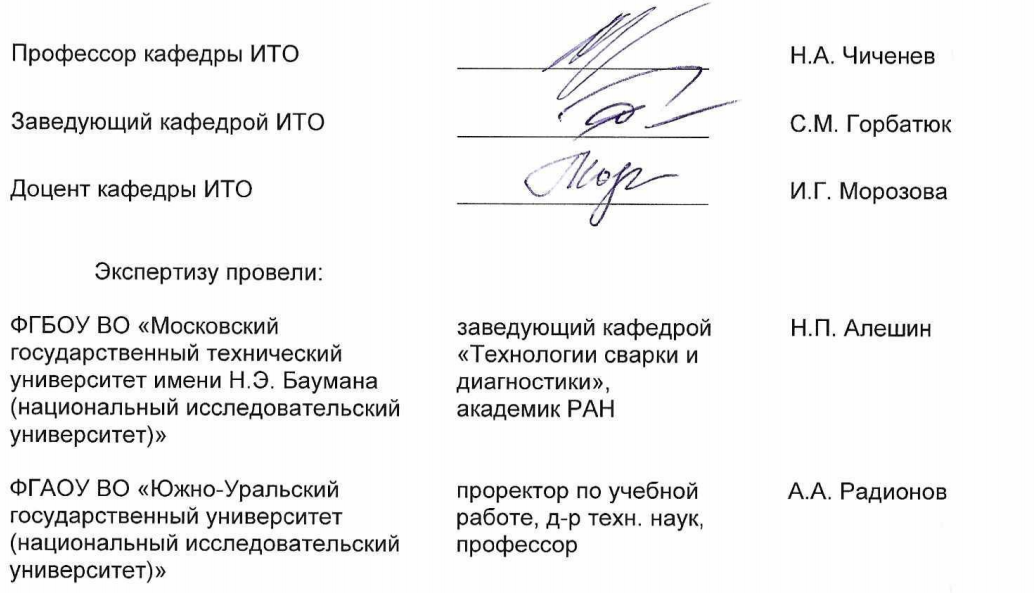 Профессор кафедры ИТО Н.А. Чиченев
Заведующий кафедрой ИТО С.М. Горбатюк
Доцент кафедры ИТО И.Г. Морозова
Экспертизу провели:
ФГБОУ ВО «Московский
государственный технический
университет имени Н.Э. Баумана
(национальный исследовательский
университет)»
заведующий кафедрой
«Технологии сварки и
диагностики»,
академик РАН
Н.П. Алешин
ФГАОУ ВО «Южно-Уральский
государственный университет
(национальный исследовательский
университет)»
проректор по учебной
работе, д-р техн. наук,
профессор
А.А. Радионов